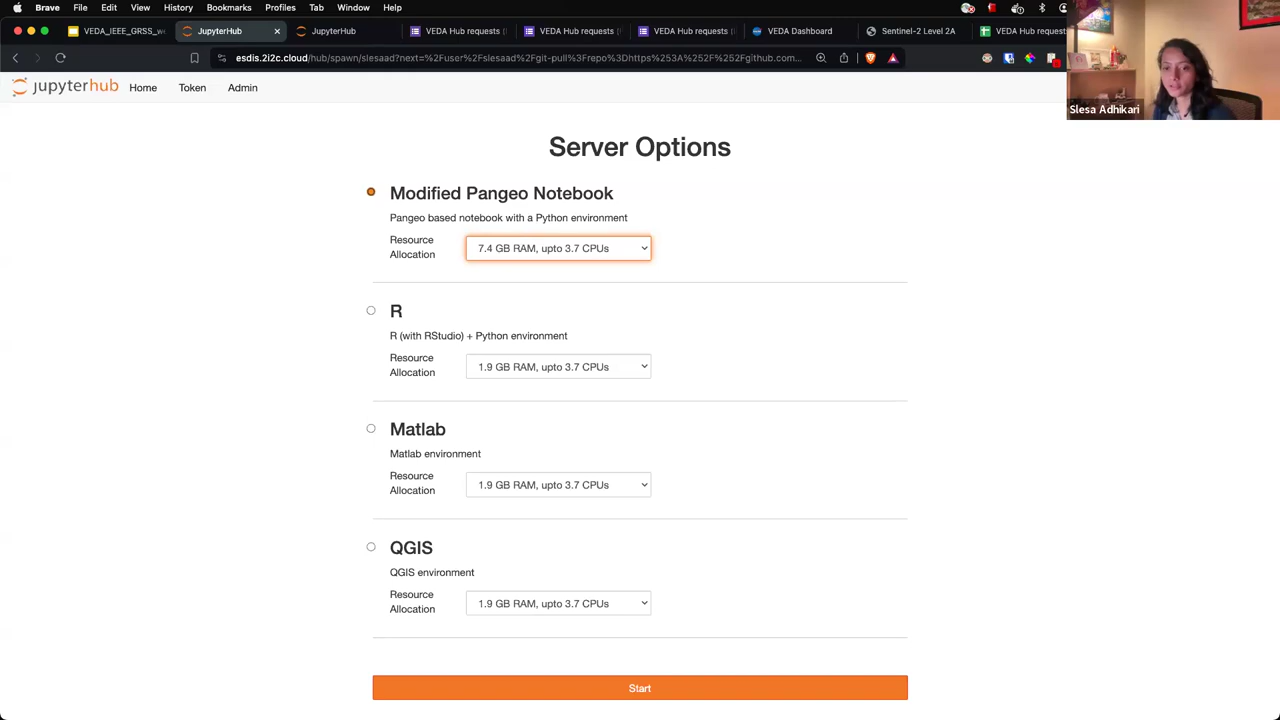 Brave File Edit View History Bookmarks Profiles Tab Window Help
VEDA_IEEE_GRSS_w JupyterHub JupyterHub VEDA Hub requests VEDA Hub requests VEDA Hub requests VEDA Dashboard Sentinel-2 Level 2A VEDA Hub requests
esdis.2i2c.cloud/hub/spawn/slesaad?next=%2Fuser%2Fslesaad%2Fgit-pull%3Frepo%3Dhttps%253A%252F%252Fgithub.com...
jupyterhub Home Token Admin
Slesa Adhikari
Server Options
Modified Pangeo Notebook
Pangeo based notebook with a Python environment
Resource
Allocation
7.4 GB RAM, upto 3.7 CPUs
R
R (with RStudio) + Python environment
Resource
Allocation
1.9 GB RAM, upto 3.7 CPUs
Matlab
Matlab environment
Resource
Allocation
1.9 GB RAM, upto 3.7 CPUs
QGIS
QGIS environment
Resource
Allocation
1.9 GB RAM, upto 3.7 CPUs
Start